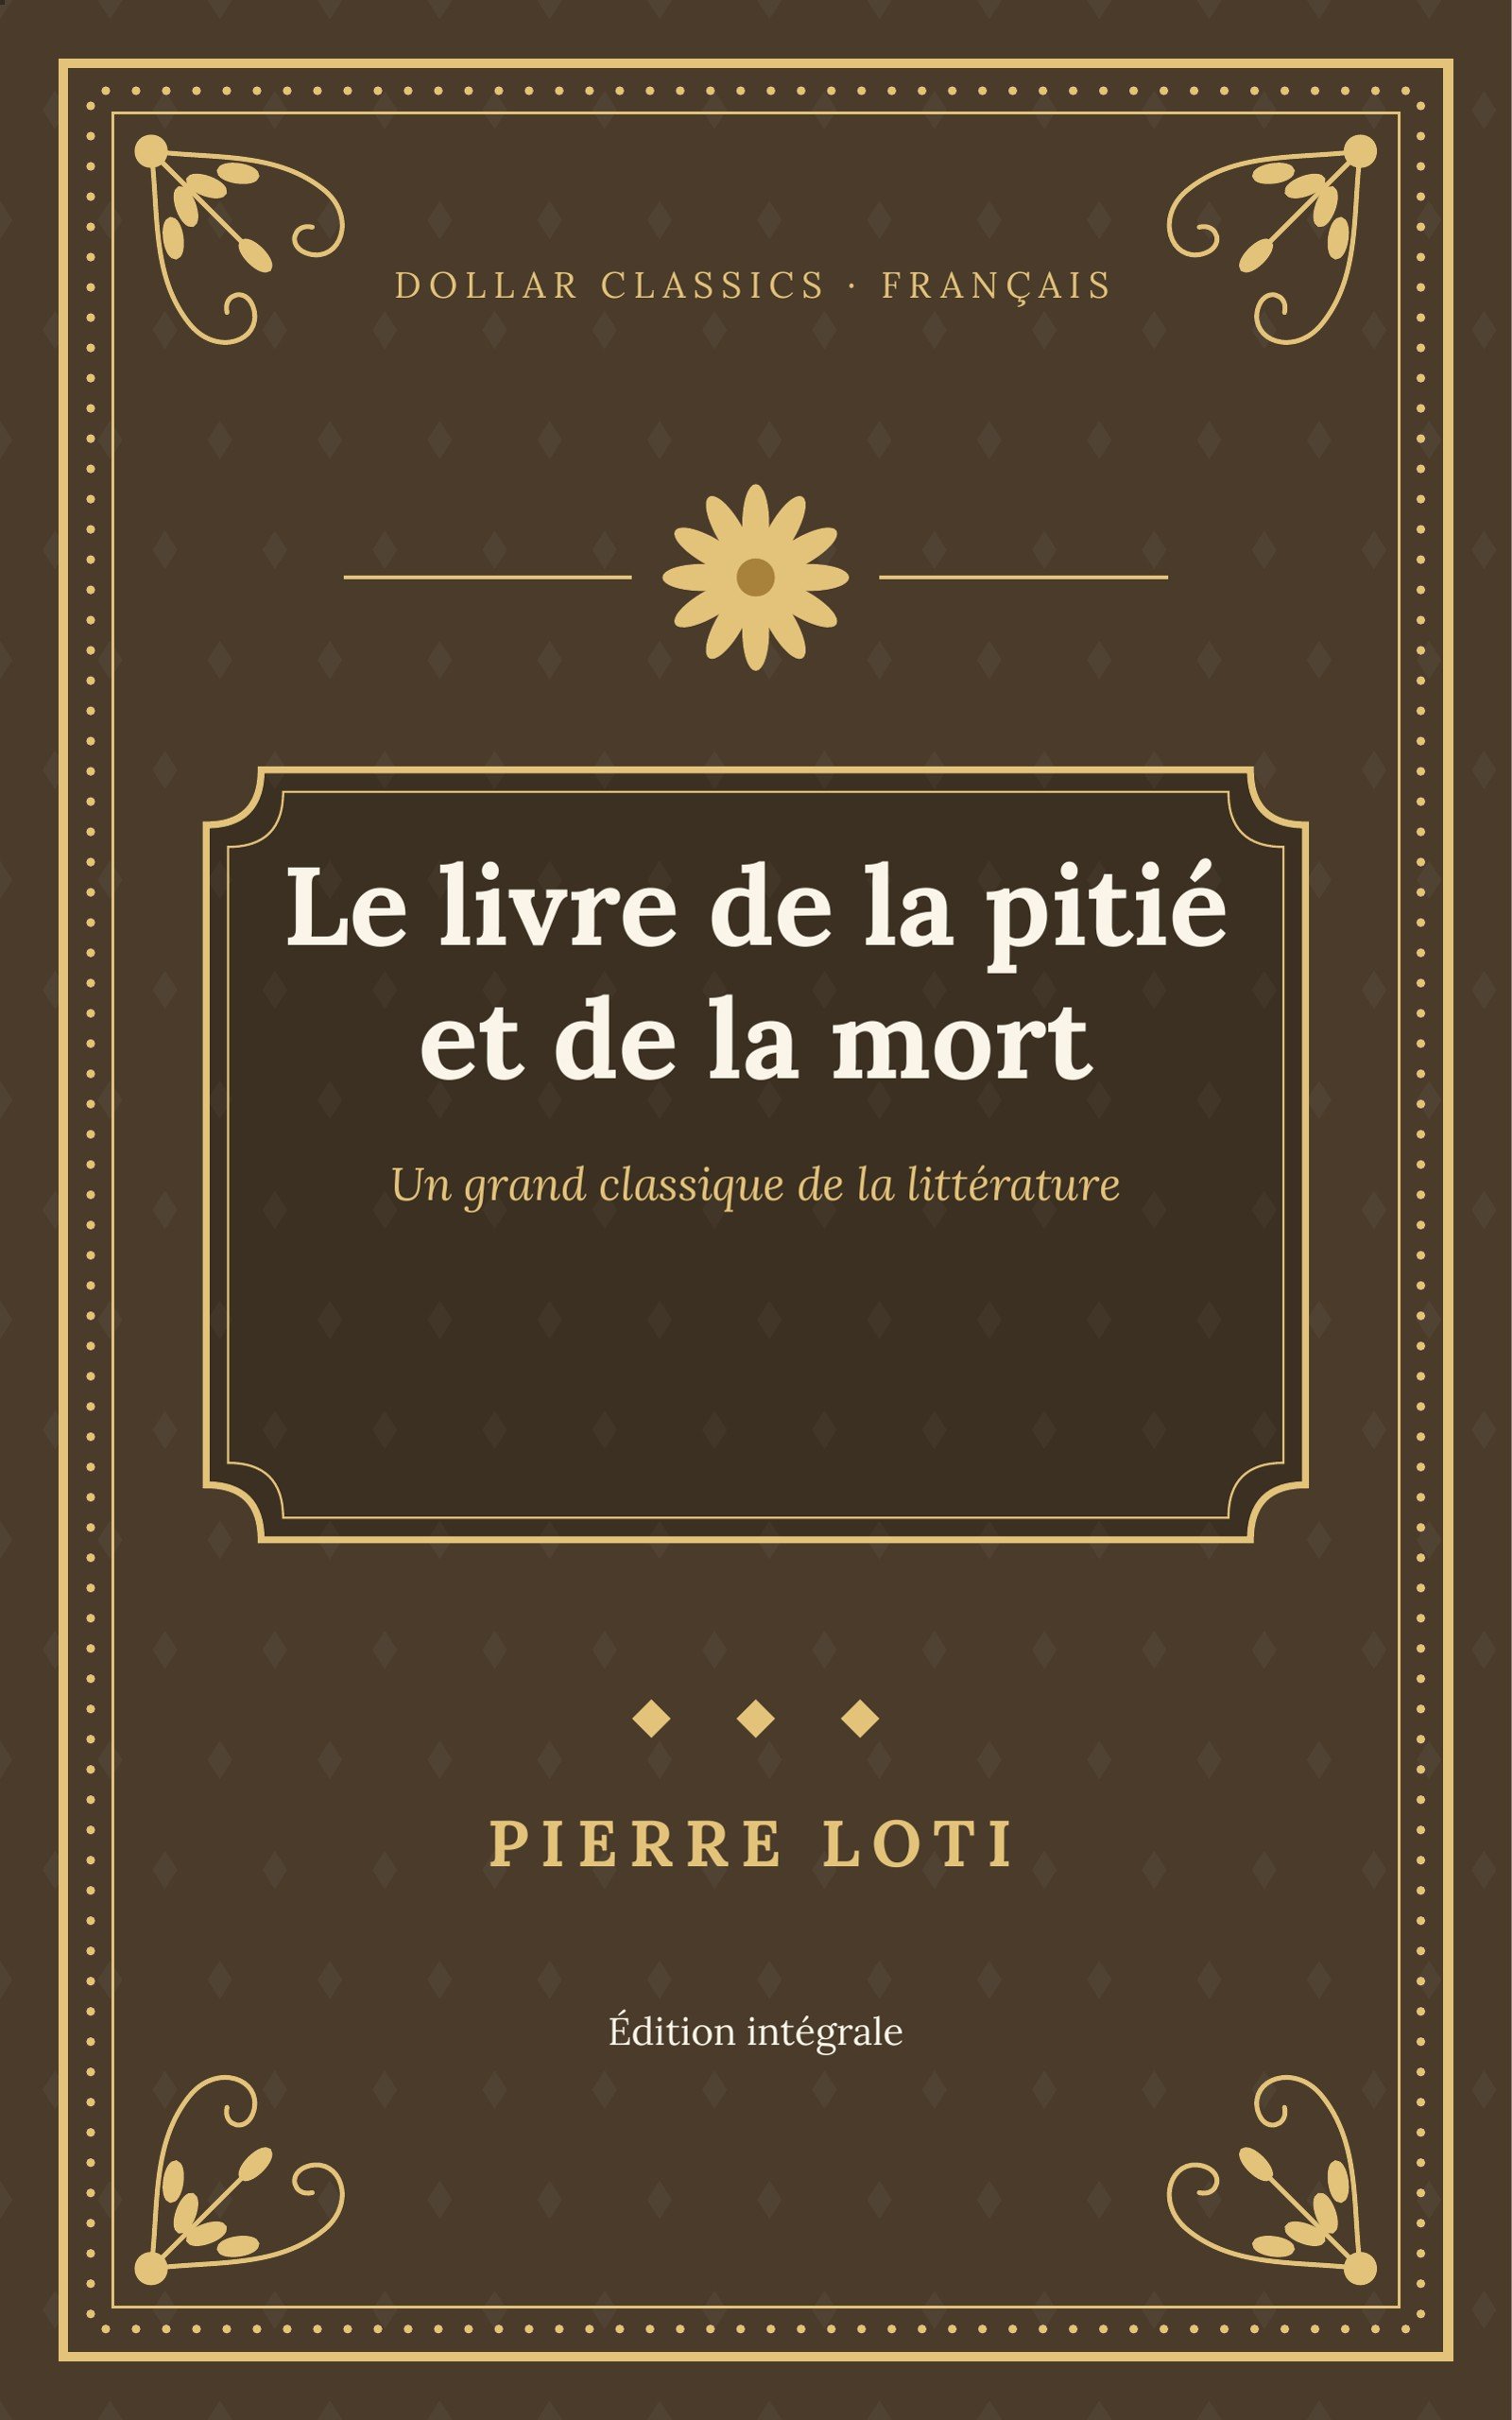 DOLLAR CLASSICS · FRANÇAIS
Le livre de la pitié
et de la mort
Un grand classique de la littérature
PIERRE LOTI
Édition intégrale